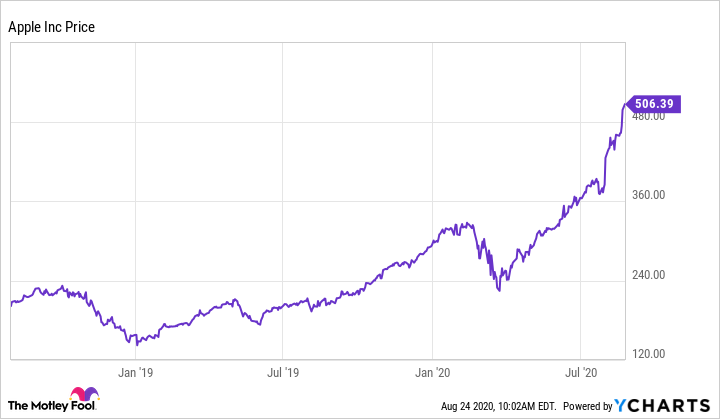 Apple Inc Price
506.39
480.00
360.00
240.00
120.00
Jan '19
Jul '19
Jan '20
Jul '20
The Motley Fool.
Aug 24 2020, 10:02AM EDT. Powered by YCHARTS